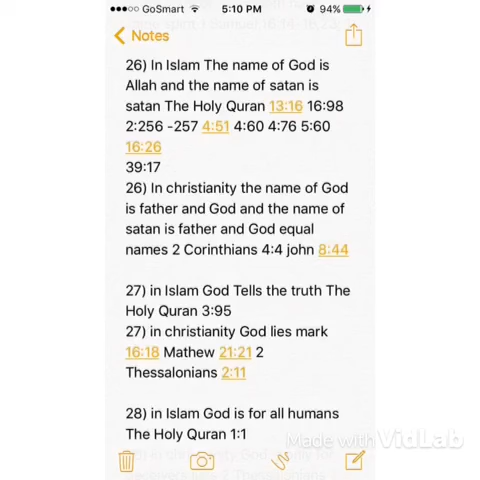 GoSmart 5:10 PM 94%
Notes
26) In Islam The name of God is
Allah and the name of satan is
satan The Holy Quran 13:16 16:98
2:256 -257 4:51 4:60 4:76 5:60
16:26
39:17
26) In christianity the name of God
is father and God and the name of
satan is father and God equal
names 2 Corinthians 4:4 john 8:44
27) in Islam God Tells the truth The
Holy Quran 3:95
27) in christianity God lies mark
16:18 Mathew 21:21 2
Thessalonians 2:11
28) in Islam God is for all humans
The Holy Quran 1:1
Made with VidLab